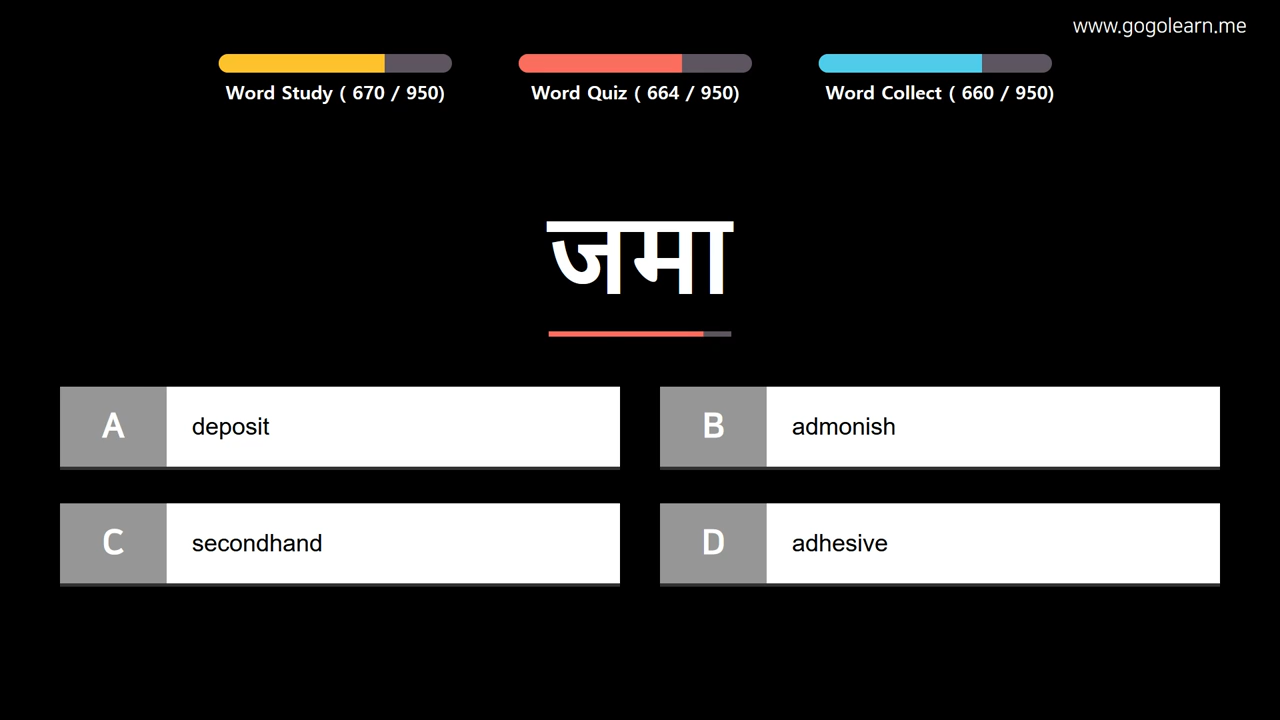 www.gogolearn.me
Word Study ( 670 / 950)
Word Quiz ( 664 / 950)
Word Collect ( 660 / 950)
जमा
A deposit
B admonish
C secondhand
D adhesive